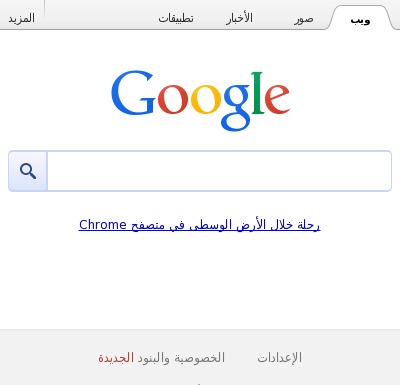 ويب صور الأخبار تطبيقات المزيد
Google
رحلة خلال الأرض الوسطى في متصفح Chrome
الإعدادات الخصوصية والبنود الجديدة